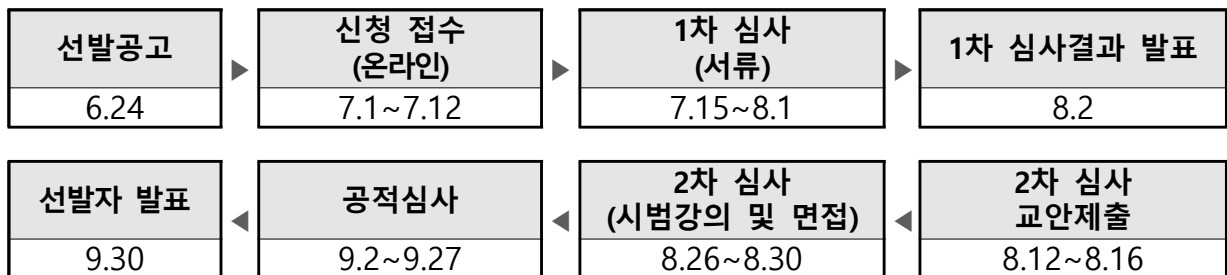 선발공고
6.24
▶
신청 접수
(온라인)
7.1~7.12
▶
1차 심사
(서류)
7.15~8.1
▶
1차 심사결과 발표
8.2
선발자 발표
9.30
◀
공적심사
9.2~9.27
◀
2차 심사
(시범강의 및 면접)
8.26~8.30
◀
2차 심사
교안제출
8.12~8.16